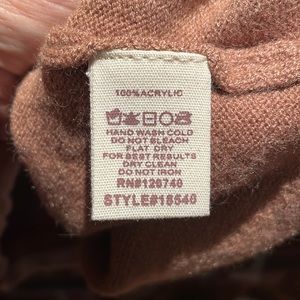 100%ACRYLIC
HAND WASH COLD
DO NOT BLEACH
FLAT DRY
FOR BEST RESULTS
DRY CLEAN
DO NOT IRON
RN#126740
STYLE#18540